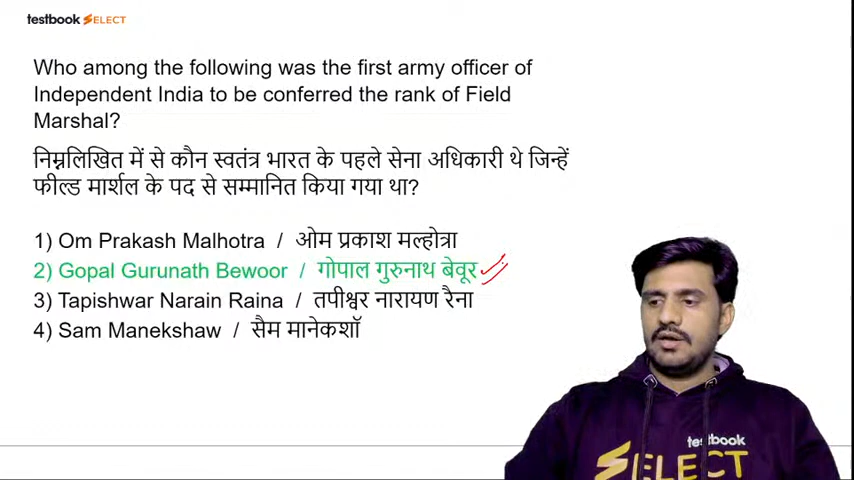 testbook SELECT
Who among the following was the first army officer of
Independent India to be conferred the rank of Field
Marshal?
निम्नलिखित में से कौन स्वतंत्र भारत के पहले सेना अधिकारी थे जिन्हें
फील्ड मार्शल के पद से सम्मानित किया गया था?
1) Om Prakash Malhotra / ओम प्रकाश मल्होत्रा
2) Gopal Gurunath Bewoor / गोपाल गुरुनाथ बेवूर
3) Tapishwar Narain Raina / तपीश्वर नारायण रैना
4) Sam Manekshaw / सैम मानेकशॉ
testbook
SELECT